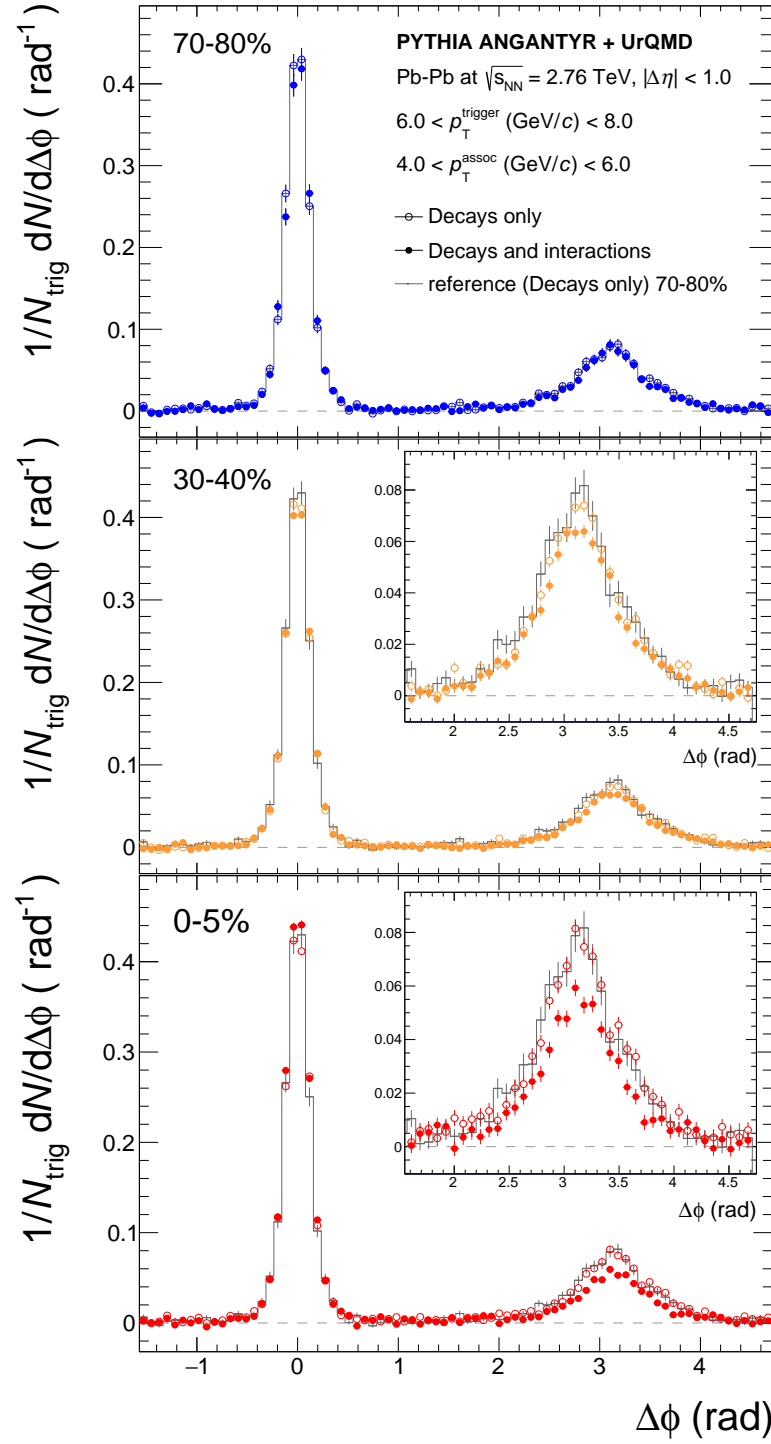 70-80%
PYTHIA ANGANTYR + UrQMD
Pb-Pb at √s_NN = 2.76 TeV, |Δη| < 1.0
6.0 < p_T^trigger (GeV/c) < 8.0
4.0 < p_T^assoc (GeV/c) < 6.0
Decays only
Decays and interactions
reference (Decays only) 70-80%
1/N_trig dN/dΔϕ ( rad⁻¹ )
0.4
0.3
0.2
0.1
0
30-40%
1/N_trig dN/dΔϕ ( rad⁻¹ )
0.4
0.3
0.2
0.1
0
0.08
0.06
0.04
0.02
0
2 2.5 3 3.5 4 4.5
Δϕ (rad)
0-5%
1/N_trig dN/dΔϕ ( rad⁻¹ )
0.4
0.3
0.2
0.1
0
0.08
0.06
0.04
0.02
0
2 2.5 3 3.5 4 4.5
Δϕ (rad)
−1 0 1 2 3 4
Δϕ (rad)